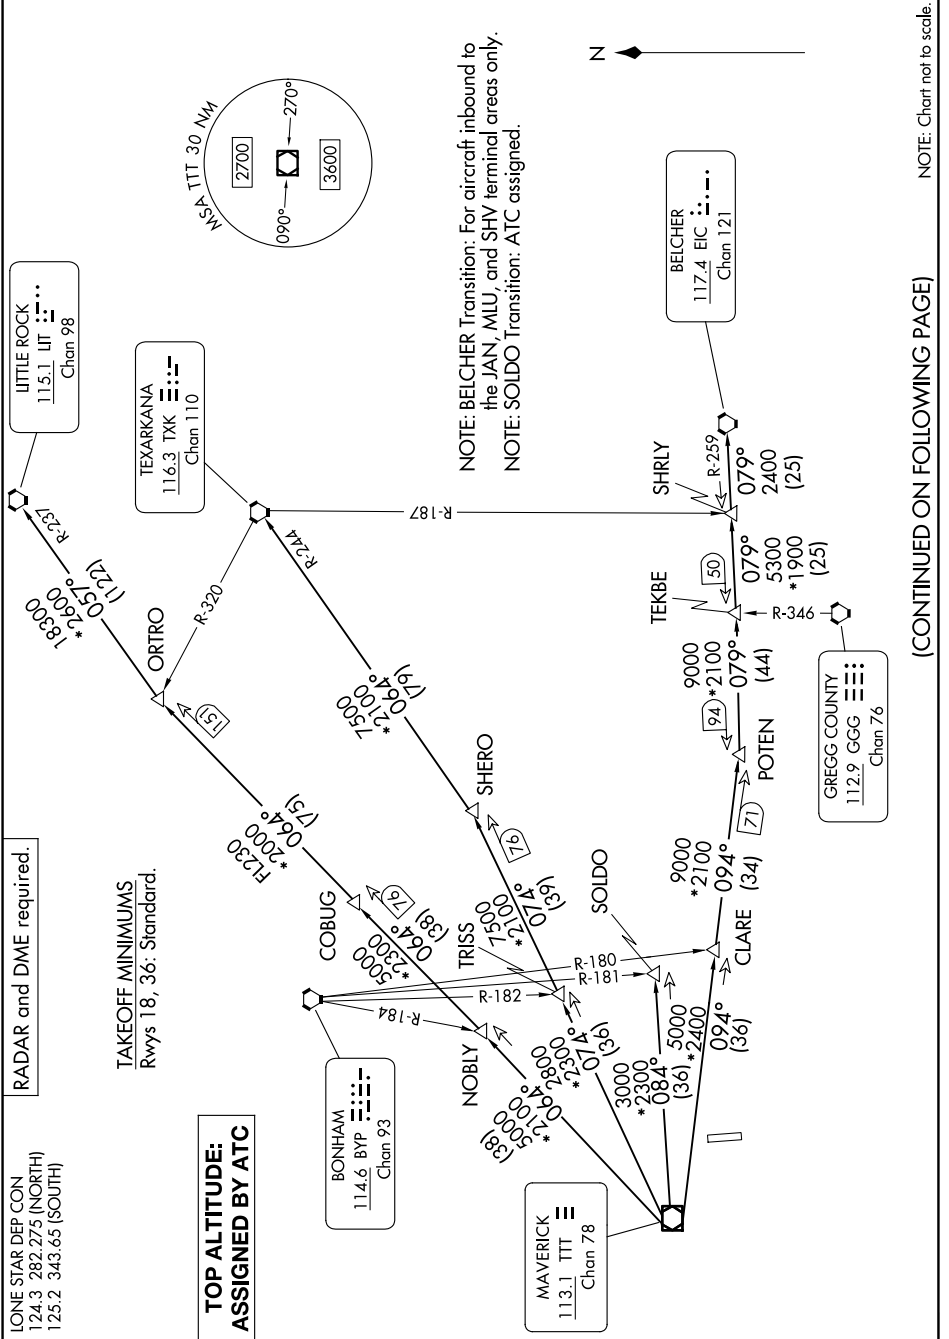 LONE STAR DEP CON
124.3 282.275 (NORTH)
125.2 343.65 (SOUTH)
RADAR and DME required.
TOP ALTITUDE:
ASSIGNED BY ATC
TAKEOFF MINIMUMS
Rwys 18, 36: Standard.
LITTLE ROCK
115.1 LIT
Chan 98
MSA TTT 30 NM
2700
090°
270°
3600
TEXARKANA
116.3 TXK
Chan 110
R-237
18300
*2600
057°
(122)
ORTRO
R-320
R-244
151
FL230
*2000
064°
(75)
COBUG
76
5000
*2300
064°
(38)
BONHAM
114.6 BYP
Chan 93
R-184
R-182
R-181
R-180
NOBLY
5000
*2100
064°
(38)
7500
*2100
064°
(79)
SHERO
76
7500
*2100
074°
(39)
TRISS
2800
*2300
074°
(36)
SOLDO
3000
*2300
084°
(36)
5000
*2400
094°
(36)
CLARE
MAVERICK
113.1 TTT
Chan 78
9000
*2100
094°
(34)
71
POTEN
94
9000
*2100
079°
(44)
TEKBE
50
R-346
GREGG COUNTY
112.9 GGG
Chan 76
079°
5300
*1900
(25)
SHRLY
R-187
R-259
079°
2400
(25)
BELCHER
117.4 EIC
Chan 121
NOTE: BELCHER Transition: For aircraft inbound to
the JAN, MLU, and SHV terminal areas only.
NOTE: SOLDO Transition: ATC assigned.
N
NOTE: Chart not to scale.
(CONTINUED ON FOLLOWING PAGE)